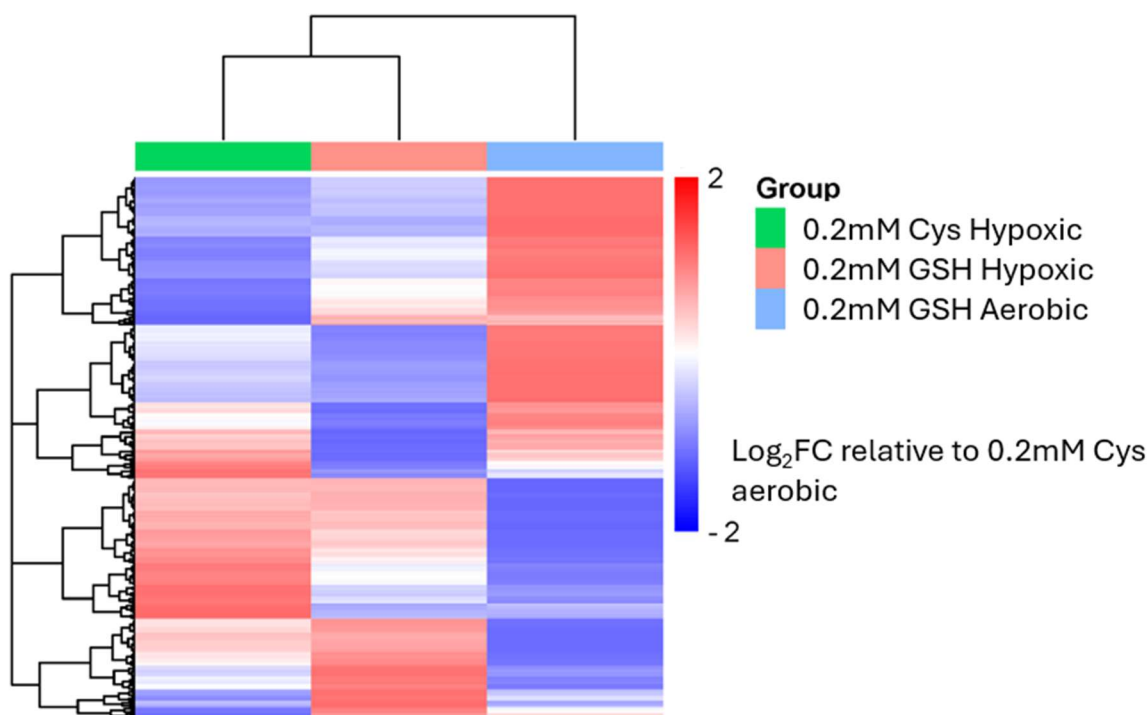 2
Group
0.2mM Cys Hypoxic
0.2mM GSH Hypoxic
0.2mM GSH Aerobic
Log₂FC relative to 0.2mM Cys
aerobic
- 2